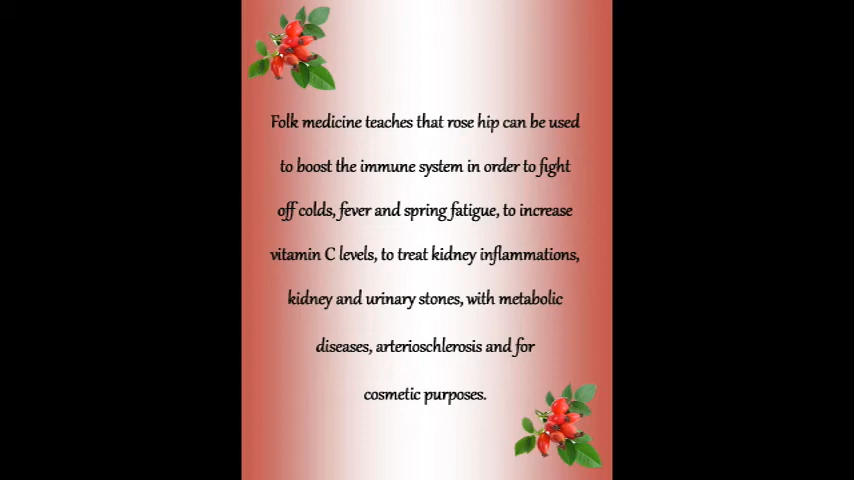 Folk medicine teaches that rose hip can be used
to boost the immune system in order to fight
off colds, fever and spring fatigue, to increase
vitamin C levels, to treat kidney inflammations,
kidney and urinary stones, with metabolic
diseases, arterioschlerosis and for
cosmetic purposes.